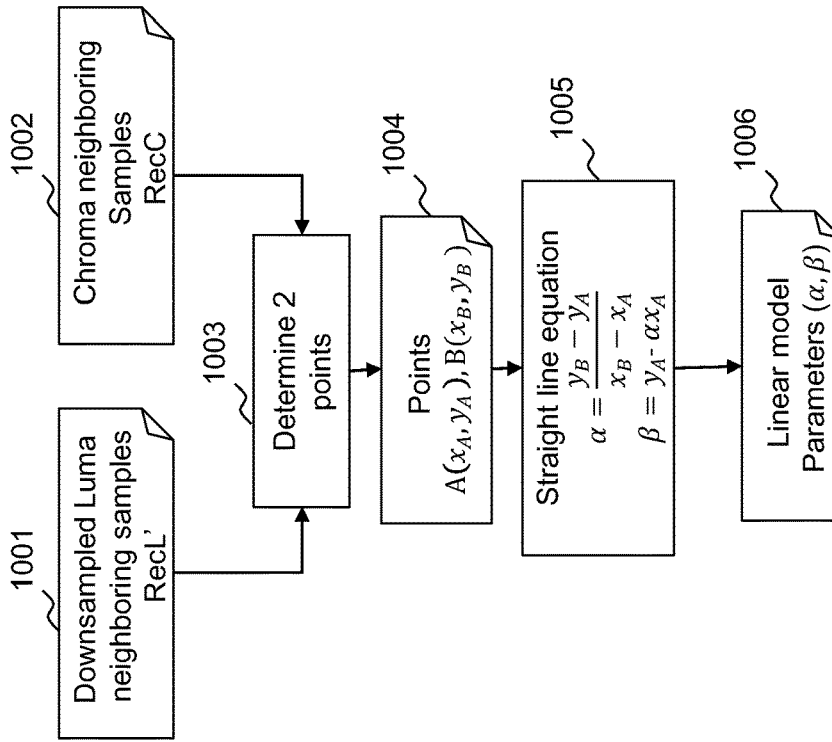 1001
Downsampled Luma
neighboring samples
RecL'
1002
Chroma neighboring
Samples
RecC
1003
Determine 2
points
1004
Points
A(x_A, y_A), B(x_B, y_B)
1005
Straight line equation
α = (y_B − y_A) / (x_B − x_A)
β = y_A - αx_A
1006
Linear model
Parameters (α, β)